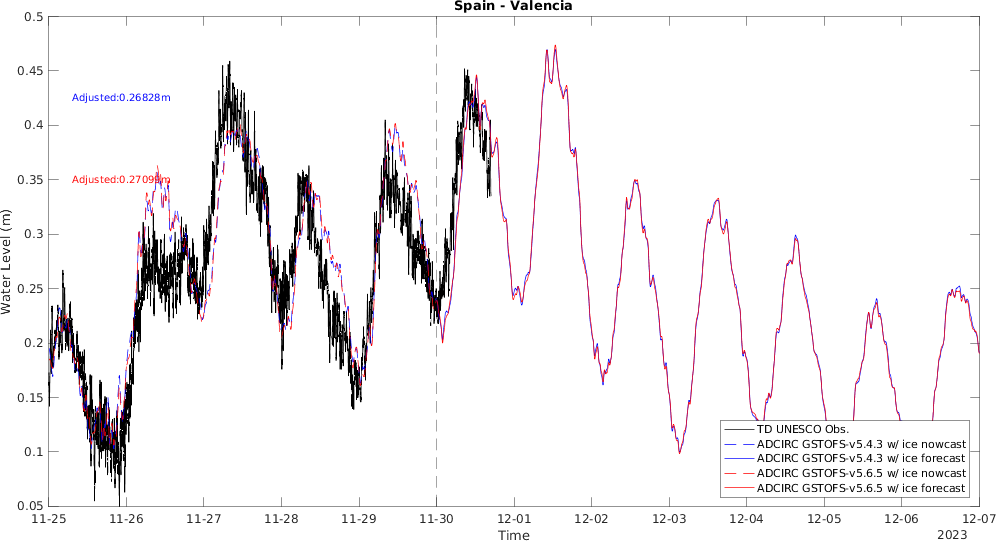 Spain - Valencia
0.5
0.45
0.4
0.35
0.3
0.25
0.2
0.15
0.1
0.05
Water Level (m)
Adjusted:0.26828m
Adjusted:0.27099m
TD UNESCO Obs.
ADCIRC GSTOFS-v5.4.3 w/ ice nowcast
ADCIRC GSTOFS-v5.4.3 w/ ice forecast
ADCIRC GSTOFS-v5.6.5 w/ ice nowcast
ADCIRC GSTOFS-v5.6.5 w/ ice forecast
11-25 11-26 11-27 11-28 11-29 11-30 12-01 12-02 12-03 12-04 12-05 12-06 12-07
Time
2023